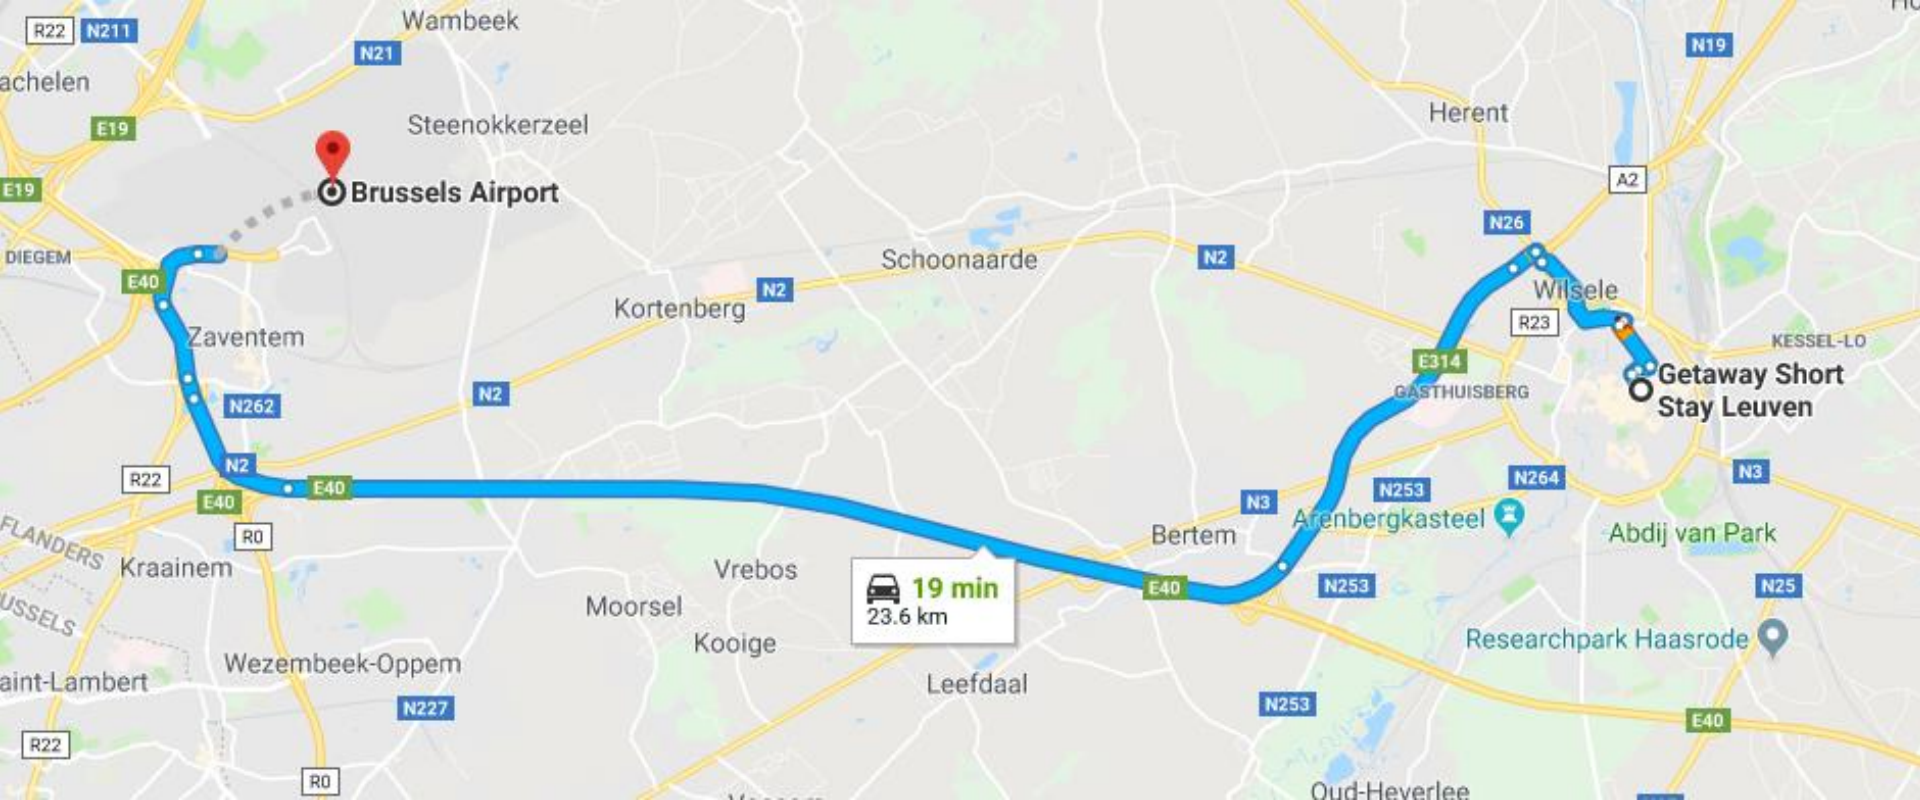 Wambeek
R22
N211
N21
N19
achelen
Herent
E19
Steenokkerzeel
A2
E19
Brussels Airport
N26
DIEGEM
Schoonaarde
N2
E40
N2
Wilsele
Kortenberg
R23
Zaventem
KESSEL-LO
E314
Getaway Short
Stay Leuven
GASTHUISBERG
N2
N262
N2
R22
E40
E40
N3
N264
N253
N3
Arenbergkasteel
Abdij van Park
FLANDERS
R0
Bertem
Kraainem
Vrebos
19 min
23.6 km
E40
N253
N25
USSELS
Moorsel
Kooige
Researchpark Haasrode
Wezembeek-Oppem
aint-Lambert
Leefdaal
N227
N253
E40
R22
R0
Oud-Heverlee